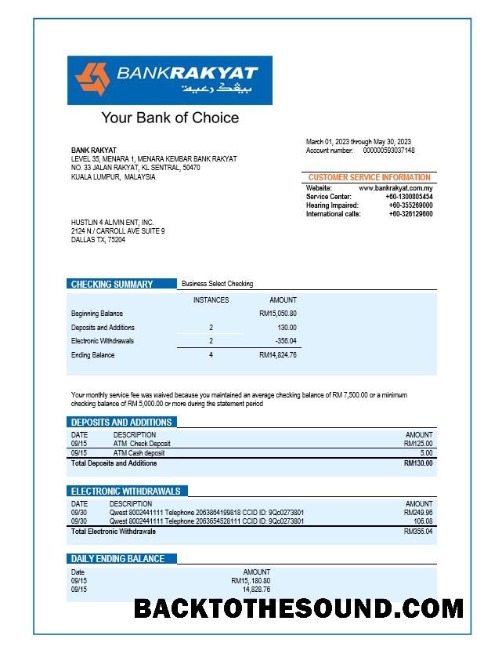 BANKRAKYAT
بيڠک رعية
Your Bank of Choice
March 01, 2023 through May 30, 2023
Account number: 000000593037148
BANK RAKYAT
LEVEL 35, MENARA 1, MENARA KEMBAR BANK RAKYAT
NO. 33 JALAN RAKYAT, KL SENTRAL, 50470
KUALA LUMPUR, MALAYSIA
CUSTOMER SERVICE INFORMATION
Website: www.bankrakyat.com.my
Service Center: +60-1300805454
Hearing Impaired: +60-355269000
International calls: +60-326129600
HUSTLIN 4 ALIVIN ENT, INC.
2124 N./ CARROLL AVE SUITE 9
DALLAS TX, 75204
CHECKING SUMMARY Business Select Checking
INSTANCES AMOUNT
Beginning Balance RM15,050.80
Deposits and Additions 2 130.00
Electronic Withdrawals 2 -356.04
Ending Balance 4 RM14,824.76
Your monthly service fee was waived because you maintained an average checking balance of RM 7,500.00 or a minimum
checking balance of RM 5,000.00 or more during the statement period
DEPOSITS AND ADDITIONS
DATE DESCRIPTION AMOUNT
09/15 ATM Check Deposit RM125.00
09/15 ATM Cash deposit 5.00
Total Deposits and Additions RM130.00
ELECTRONIC WITHDRAWALS
DATE DESCRIPTION AMOUNT
09/30 Qwest 8002441111 Telephone 2063864199818 CCID ID: 9Qc0273801 RM249.96
09/30 Qwest 8002441111 Telephone 2063654528111 CCID ID: 9Qc0273801 106.08
Total Electronic Withdrawals RM356.04
DAILY ENDING BALANCE
Date AMOUNT
09/15 RM15, 180.80
09/15 14,828.76
BACKTOTHESOUND.COM